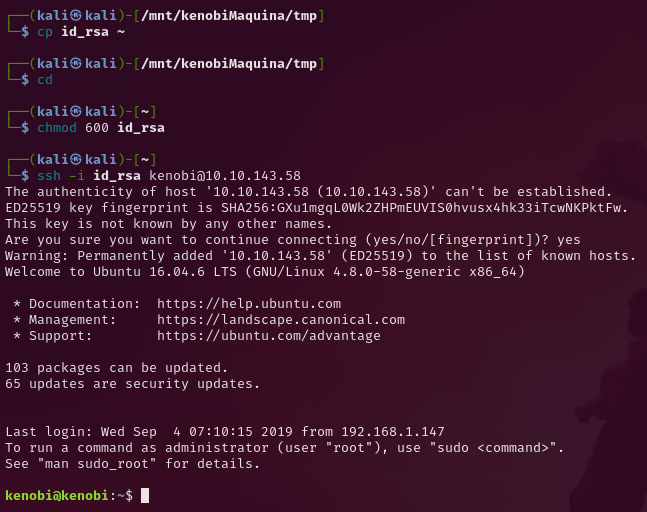 ┌──(kali㉿kali)-[/mnt/kenobiMaquina/tmp]
└─$ cp id_rsa ~
┌──(kali㉿kali)-[/mnt/kenobiMaquina/tmp]
└─$ cd
┌──(kali㉿kali)-[~]
└─$ chmod 600 id_rsa
┌──(kali㉿kali)-[~]
└─$ ssh -i id_rsa kenobi@10.10.143.58
The authenticity of host '10.10.143.58 (10.10.143.58)' can't be established.
ED25519 key fingerprint is SHA256:GXu1mgqL0Wk2ZHPmEUVIS0hvusx4hk33iTcwNKPktFw.
This key is not known by any other names.
Are you sure you want to continue connecting (yes/no/[fingerprint])? yes
Warning: Permanently added '10.10.143.58' (ED25519) to the list of known hosts.
Welcome to Ubuntu 16.04.6 LTS (GNU/Linux 4.8.0-58-generic x86_64)
* Documentation:  https://help.ubuntu.com
* Management:     https://landscape.canonical.com
* Support:        https://ubuntu.com/advantage
103 packages can be updated.
65 updates are security updates.
Last login: Wed Sep  4 07:10:15 2019 from 192.168.1.147
To run a command as administrator (user "root"), use "sudo <command>".
See "man sudo_root" for details.
kenobi@kenobi:~$